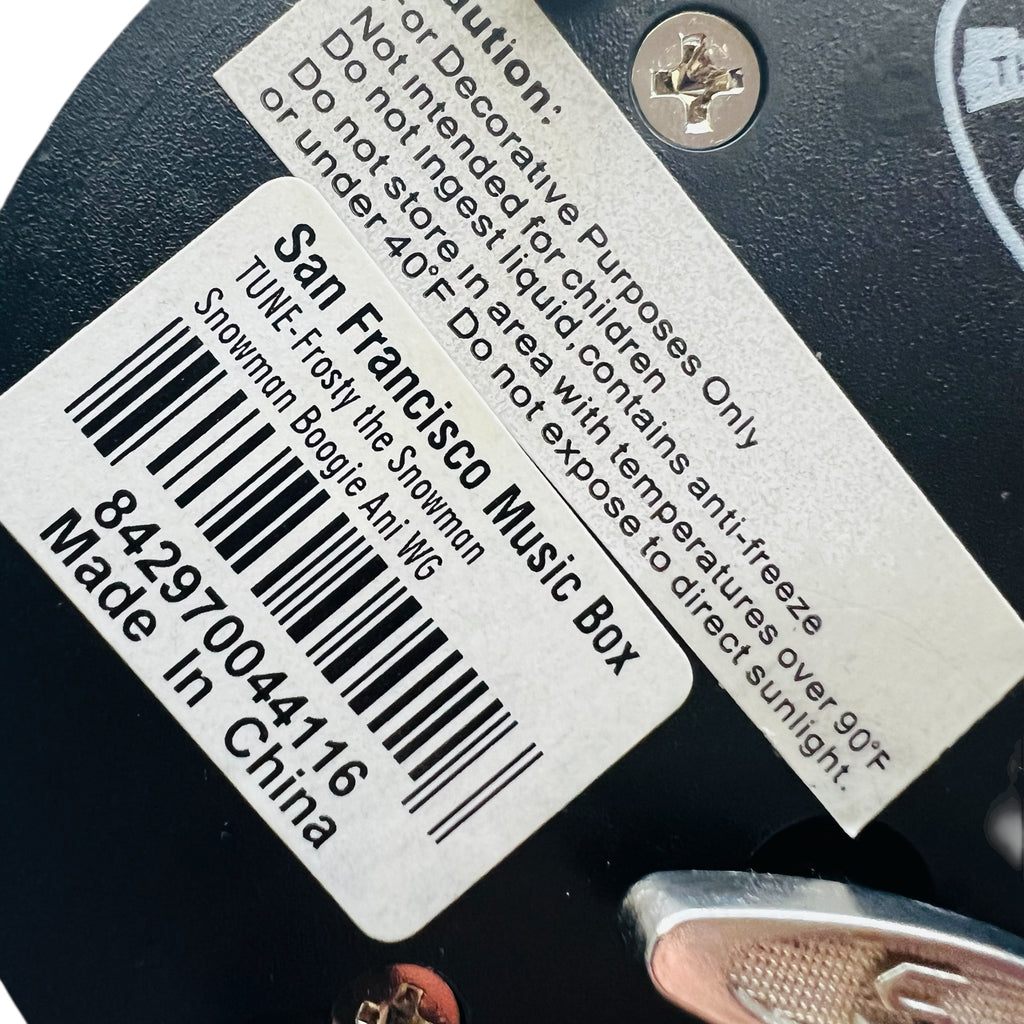 Caution:
For Decorative Purposes Only
Not intended for children
Do not ingest liquid, contains anti-freeze
Do not store in area with temperatures over 90°F
or under 40°F Do not expose to direct sunlight.
San Francisco Music Box
TUNE-Frosty the Snowman
Snowman Boogie Ani WG
842970044116
Made In China